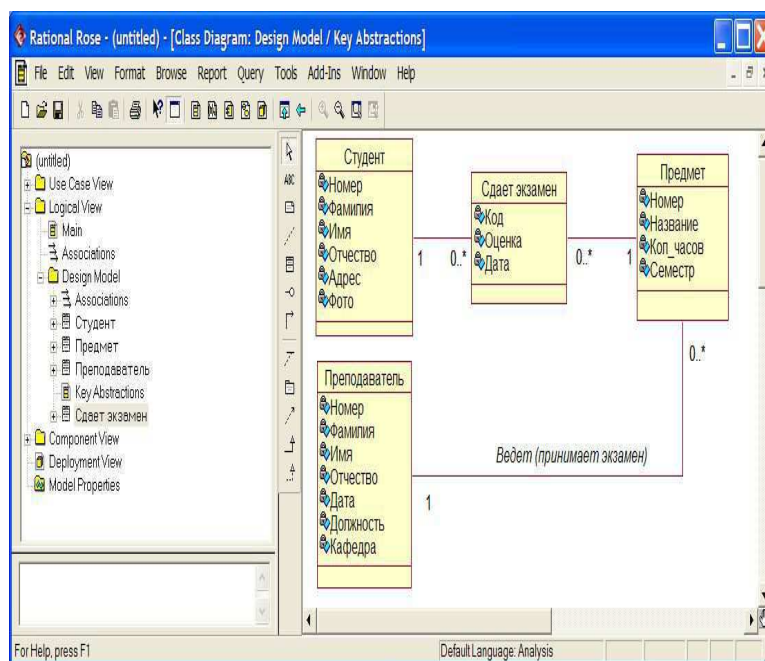 Rational Rose - (untitled) - [Class Diagram: Design Model / Key Abstractions]
File Edit View Format Browse Report Query Tools Add-Ins Window Help
(untitled)
Use Case View
Logical View
Main
Associations
Design Model
Associations
Студент
Предмет
Преподаватель
Key Abstractions
Сдает экзамен
Component View
Deployment View
Model Properties
ABC
Студент
Номер
Фамилия
Имя
Отчество
Адрес
Фото
1
0..*
Сдает экзамен
Код
Оценка
Дата
0..*
1
Предмет
Номер
Название
Кол_часов
Семестр
0..*
Преподаватель
Номер
Фамилия
Имя
Отчество
Дата
Должность
Кафедра
Ведет (принимает экзамен)
1
For Help, press F1
Default Language: Analysis